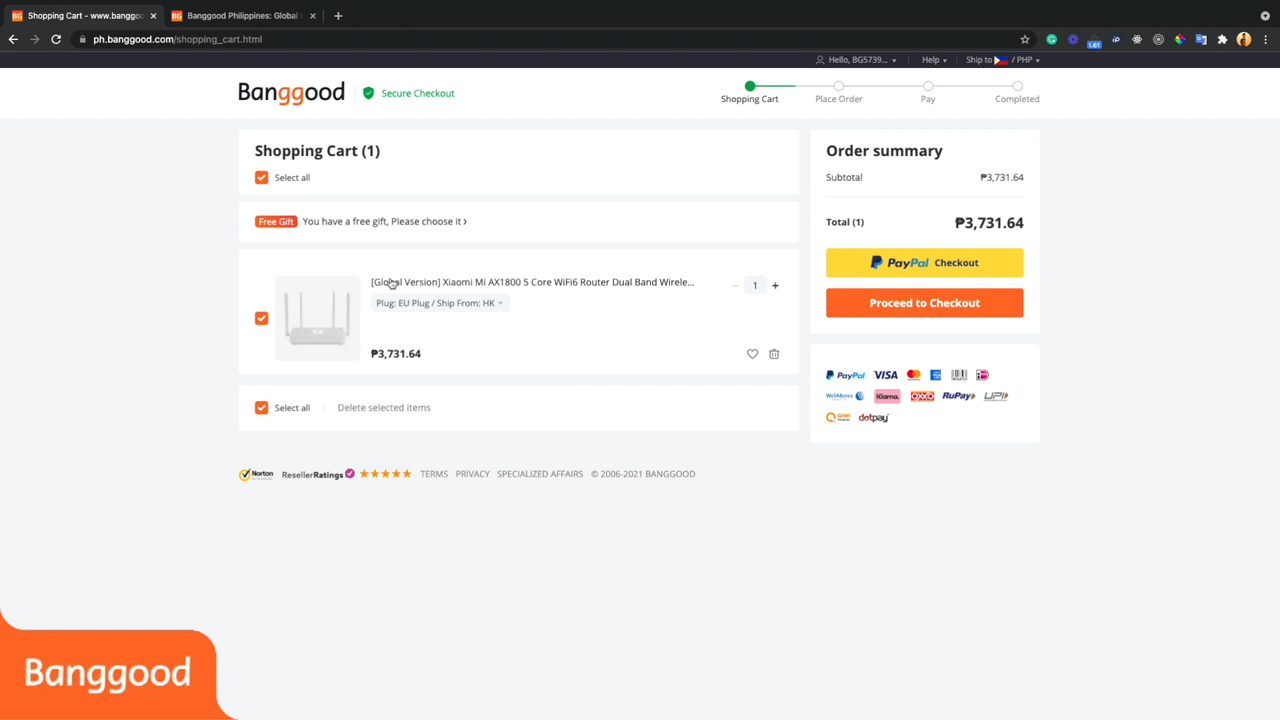 Shopping Cart - www.banggoo
Banggood Philippines: Global L
ph.banggood.com/shopping_cart.html
1.61
Hello, BG5739...
Help
Ship to / PHP
Banggood
Secure Checkout
Shopping Cart
Place Order
Pay
Completed
Shopping Cart (1)
Select all
Free Gift You have a free gift, Please choose it ›
[Global Version] Xiaomi Mi AX1800 5 Core WiFi6 Router Dual Band Wirele...
Plug: EU Plug / Ship From: HK
₱3,731.64
1
Select all
Delete selected items
Order summary
Subtotal ₱3,731.64
Total (1) ₱3,731.64
PayPal Checkout
Proceed to Checkout
PayPal VISA
WebMoney Klarna. OXXO RuPay UPI
QIWI dotpay
Norton ResellerRatings TERMS PRIVACY SPECIALIZED AFFAIRS © 2006-2021 BANGGOOD
Banggood